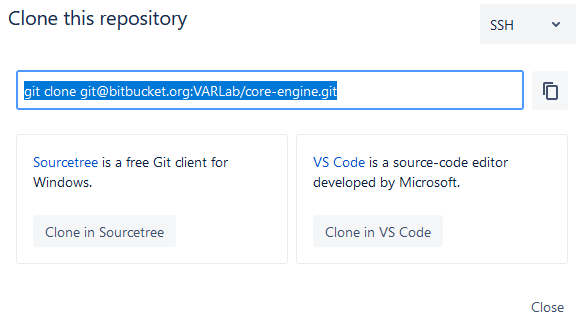 Clone this repository
SSH
git clone git@bitbucket.org:VARLab/core-engine.git
Sourcetree is a free Git client for
Windows.
Clone in Sourcetree
VS Code is a source-code editor
developed by Microsoft.
Clone in VS Code
Close